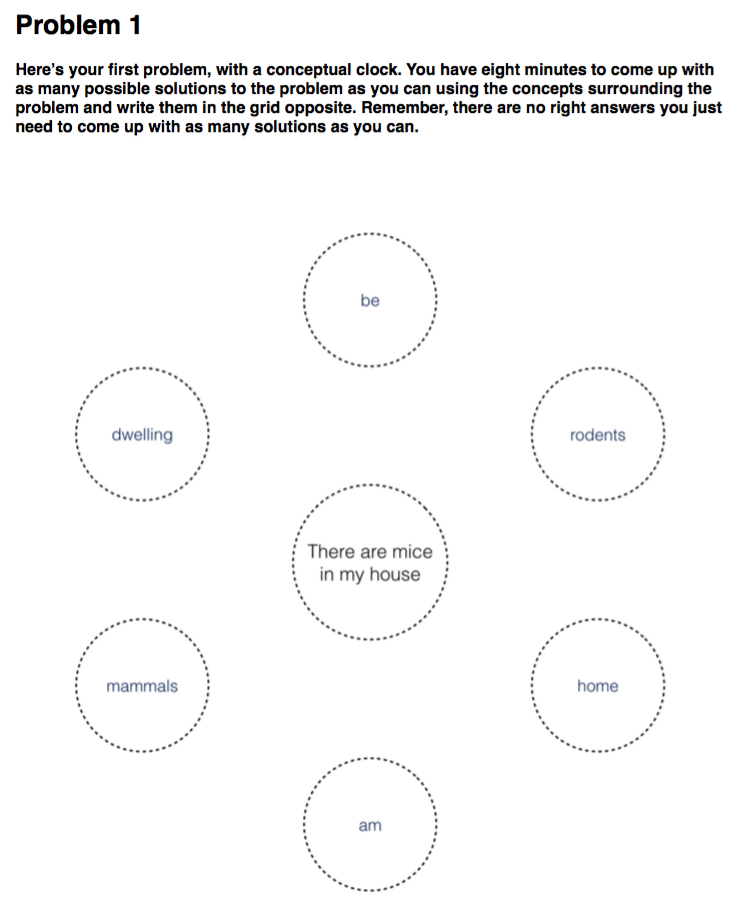 Problem 1
Here’s your first problem, with a conceptual clock. You have eight minutes to come up with
as many possible solutions to the problem as you can using the concepts surrounding the
problem and write them in the grid opposite. Remember, there are no right answers you just
need to come up with as many solutions as you can.
be
dwelling
rodents
There are mice
in my house
mammals
home
am